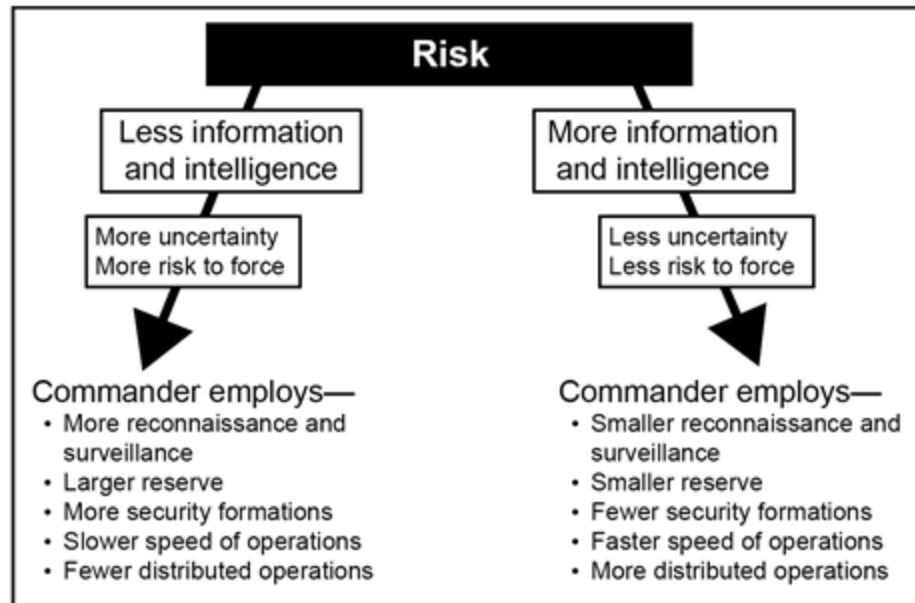 Risk
Less information
and intelligence
More uncertainty
More risk to force
Commander employs—
• More reconnaissance and
surveillance
• Larger reserve
• More security formations
• Slower speed of operations
• Fewer distributed operations
More information
and intelligence
Less uncertainty
Less risk to force
Commander employs—
• Smaller reconnaissance and
surveillance
• Smaller reserve
• Fewer security formations
• Faster speed of operations
• More distributed operations